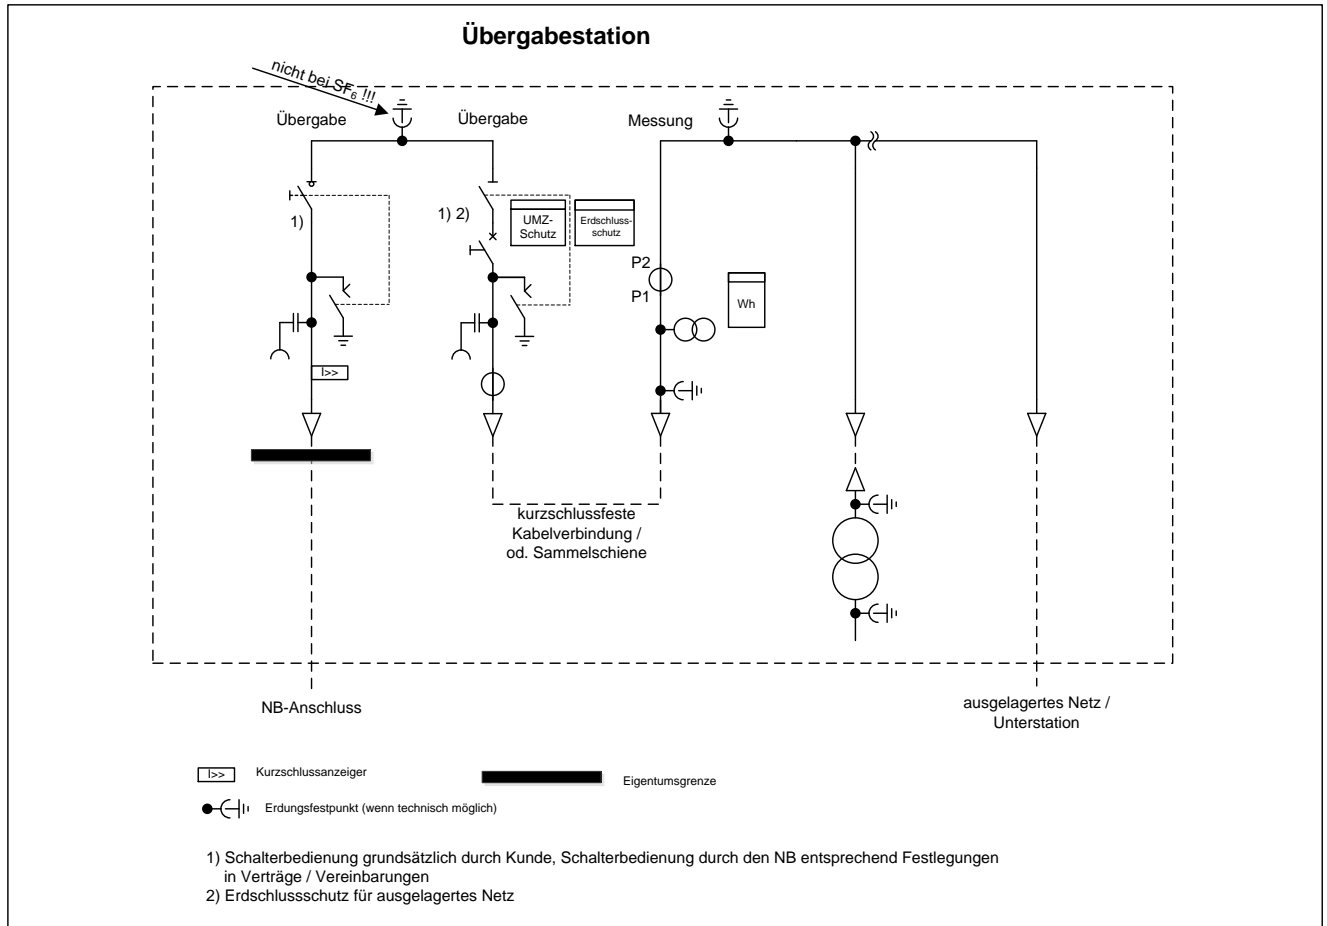 Übergabestation
nicht bei SF₆ !!!
Übergabe
Übergabe
Messung
1)
1) 2)
UMZ-
Schutz
Erdschluss-
schutz
P2
P1
Wh
I>>
kurzschlussfeste
Kabelverbindung /
od. Sammelschiene
NB-Anschluss
ausgelagertes Netz /
Unterstation
I>>
Kurzschlussanzeiger
Eigentumsgrenze
Erdungsfestpunkt (wenn technisch möglich)
1) Schalterbedienung grundsätzlich durch Kunde, Schalterbedienung durch den NB entsprechend Festlegungen
in Verträge / Vereinbarungen
2) Erdschlussschutz für ausgelagertes Netz